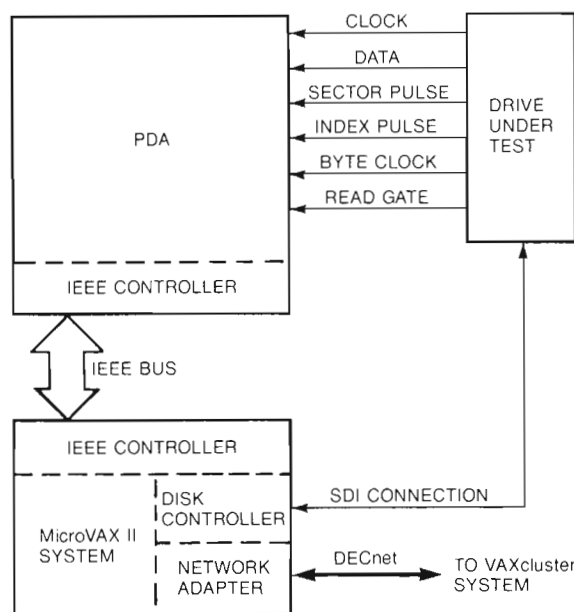 CLOCK
DATA
SECTOR PULSE
INDEX PULSE
BYTE CLOCK
READ GATE
PDA
DRIVE
UNDER
TEST
IEEE CONTROLLER
IEEE BUS
IEEE CONTROLLER
MicroVAX II
SYSTEM
DISK
CONTROLLER
NETWORK
ADAPTER
SDI CONNECTION
DECnet
TO VAXcluster
SYSTEM